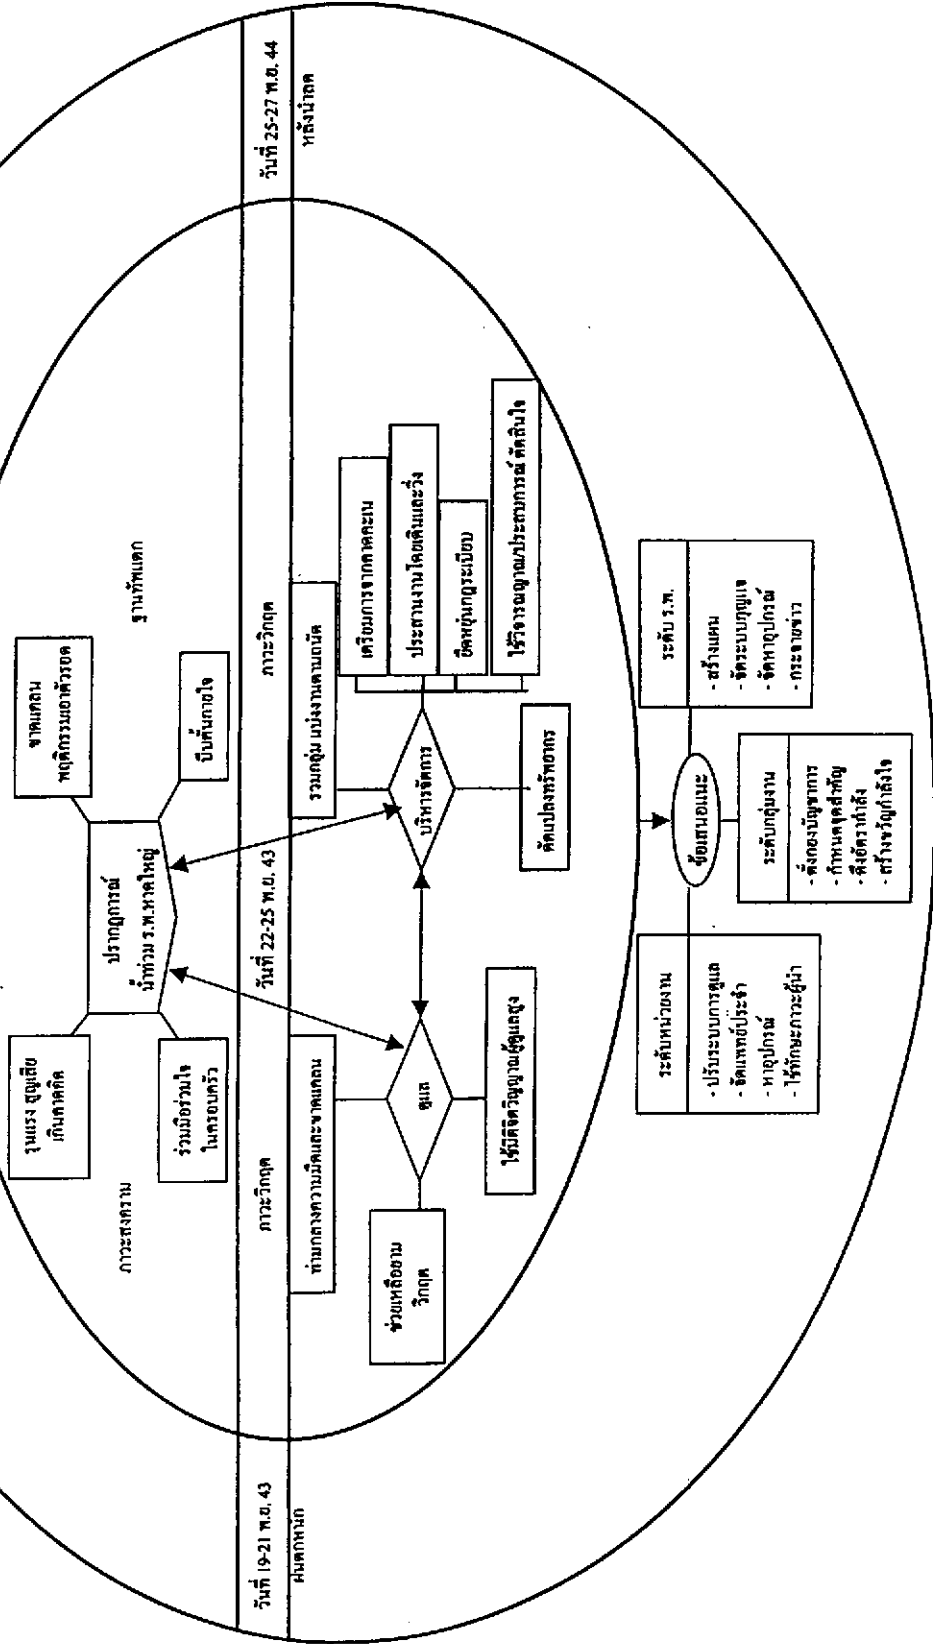 รุนแรง สูญเสีย
เกินคาดคิด
ขาดแคลน
พฤติกรรมเอาตัวรอด
ปรากฏการณ์
น้ำท่วม ร.พ.หาดใหญ่
ร่วมมือร่วมใจ
ในครอบครัว
บีบคั้นภายใจ
ภาวะสงคราม
ฐานทัพแตก
วันที่ 19-21 พ.ย. 43
ภาวะวิกฤต
วันที่ 22-25 พ.ย. 43
ภาวะวิกฤต
วันที่ 25-27 พ.ย. 44
ฝนตกหนัก
หลังน้ำลด
ท่ามกลางความมืดและขาดแคลน
รวมกลุ่ม แบ่งงานตามถนัด
ช่วยเหลือยาม
วิกฤต
ดูแล
บริหารจัดการ
เตรียมการจากคาดคะเน
ประสานงานโดยเดินและวิ่ง
ยืดหยุ่นกฎระเบียบ
ใช้วิจารณญาณ/ประสบการณ์ ตัดสินใจ
ใช้มิติจิตวิญญาณผู้ดูแลสูง
ดัดแปลงทรัพยากร
ข้อเสนอแนะ
ระดับหน่วยงาน
- ปรับระบบการดูแล
- จัดแพทย์ประจำ
- หาอุปกรณ์
- ใช้ทักษะภาวะผู้นำ
ระดับกลุ่มงาน
- ตั้งกองบัญชาการ
- กำหนดจุดสำคัญ
- ดึงอัตรากำลัง
- สร้างขวัญกำลังใจ
ระดับ ร.พ.
- สร้างแผน
- จัดระบบกุญแจ
- จัดหาอุปกรณ์
- กระจายข่าว